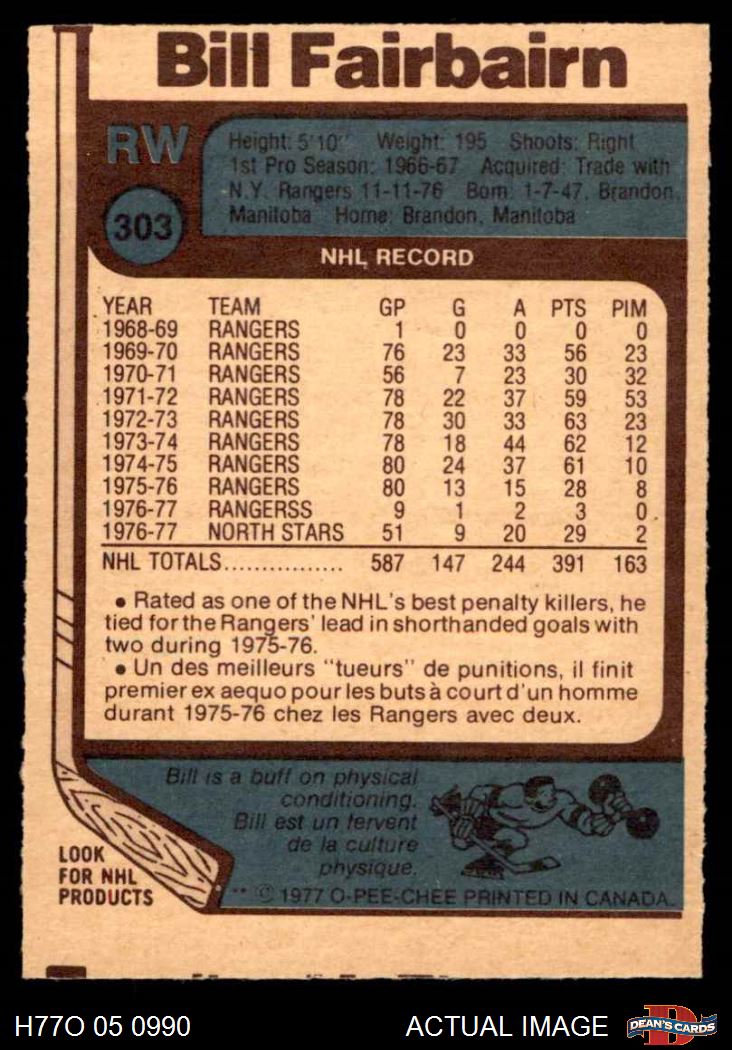 Bill Fairbairn
RW
303
Height: 5'10" Weight: 195 Shoots: Right
1st Pro Season: 1966-67 Acquired: Trade with
N.Y. Rangers 11-11-76 Born: 1-7-47, Brandon,
Manitoba Home: Brandon, Manitoba
NHL RECORD
YEAR TEAM GP G A PTS PIM
1968-69 RANGERS 1 0 0 0 0
1969-70 RANGERS 76 23 33 56 23
1970-71 RANGERS 56 7 23 30 32
1971-72 RANGERS 78 22 37 59 53
1972-73 RANGERS 78 30 33 63 23
1973-74 RANGERS 78 18 44 62 12
1974-75 RANGERS 80 24 37 61 10
1975-76 RANGERS 80 13 15 28 8
1976-77 RANGERSS 9 1 2 3 0
1976-77 NORTH STARS 51 9 20 29 2
NHL TOTALS................ 587 147 244 391 163
• Rated as one of the NHL's best penalty killers, he
tied for the Rangers' lead in shorthanded goals with
two during 1975-76.
• Un des meilleurs "tueurs" de punitions, il finit
premier ex aequo pour les buts à court d'un homme
durant 1975-76 chez les Rangers avec deux.
Bill is a buff on physical
conditioning.
Bill est un fervent
de la culture
physique.
LOOK
FOR NHL
PRODUCTS
** © 1977 O-PEE-CHEE PRINTED IN CANADA
H77O 05 0990 ACTUAL IMAGE
D
DEAN'S CARDS